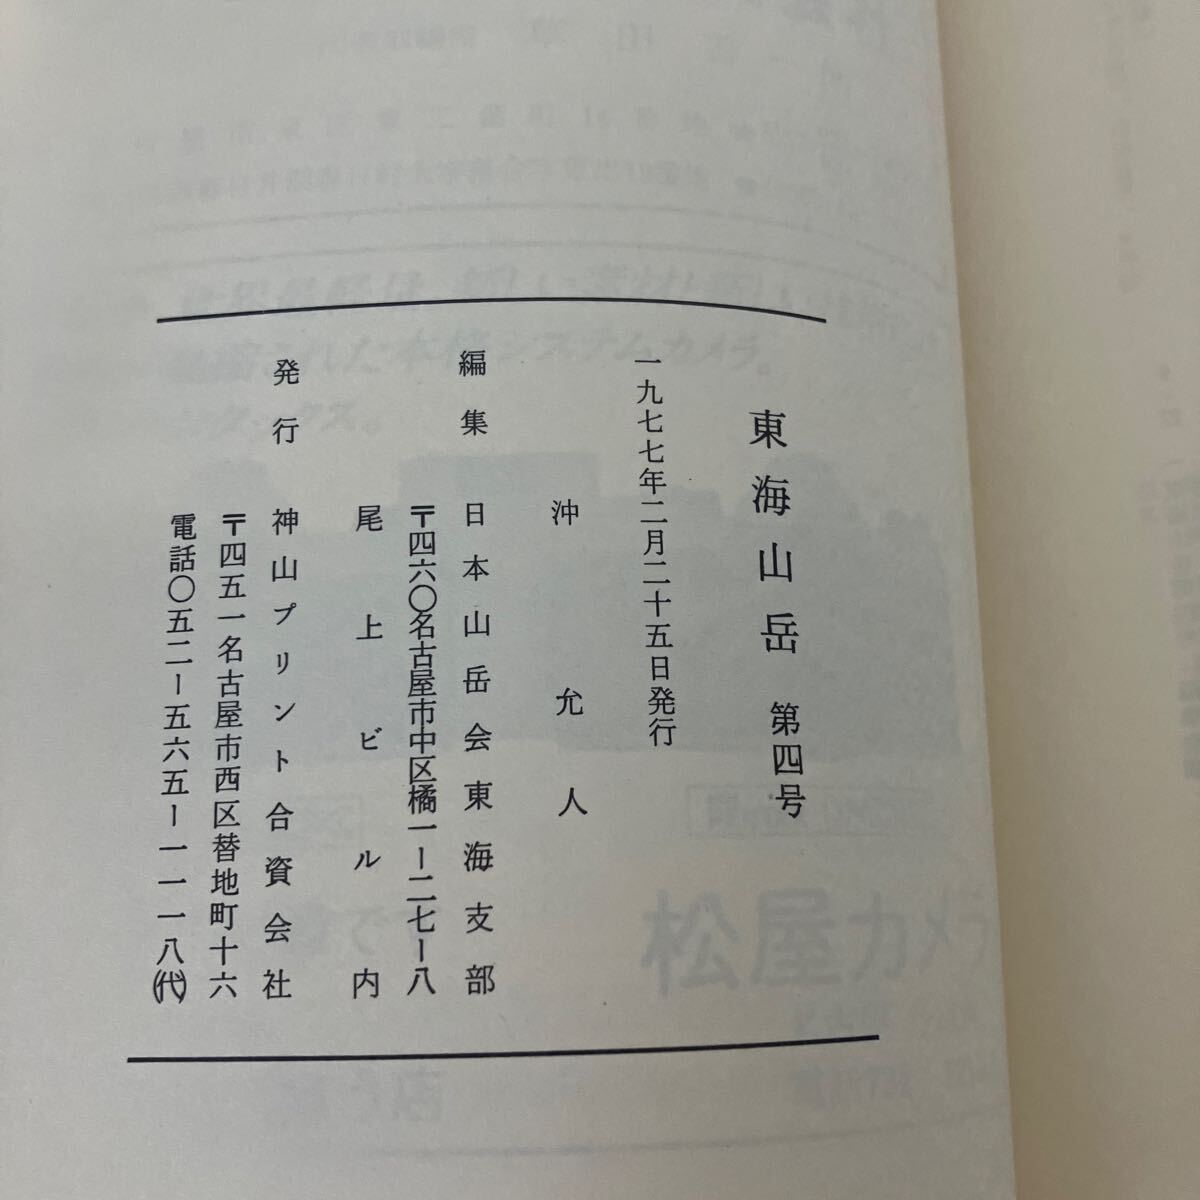 東海山岳 第四号
一九七七年二月二十五日発行
沖允人
編集 日本山岳会東海支部
〒四六〇名古屋市中区橘一ー二七ー八
尾上ビル内
発行 神山プリント合資会社
〒四五一名古屋市西区替地町十六
電話〇五二ー五六五ー一一一八(代)
松屋カメラ